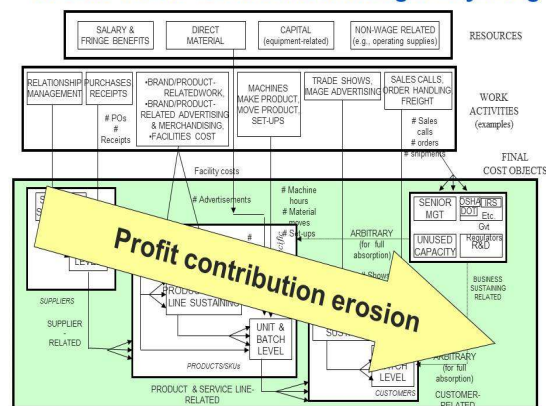 SALARY &
FRINGE BENEFITS
DIRECT
MATERIAL
CAPITAL
(equipment-related)
NON-WAGE RELATED
(e.g., operating supplies)
RESOURCES
RELATIONSHIP
MANAGEMENT
PURCHASES
RECEIPTS
•BRAND/PRODUCT-
RELATEDWORK,
•BRAND/PRODUCT-
RELATED ADVERTISING
& MERCHANDISING,
•FACILITIES COST
MACHINES
MAKE PRODUCT,
MOVE PRODUCT,
SET-UPS
TRADE SHOWS,
IMAGE ADVERTISING
SALES CALLS,
ORDER HANDLING
FREIGHT
WORK
ACTIVITIES
(examples)
# POs
#
Receipts
# Sales
calls
# orders
# shipments
FINAL
COST OBJECTS
Facility costs
# Advertisements
# Machine
hours
# Material
moves
# Set-ups
#
ARBITRARY
(for full
absorption)
# Shows
SENIOR
MGT
OSHA
IRS
DOT
Etc.
Gvt
Regulators
UNUSED
CAPACITY
R&D
BUSINESS
SUSTAINING
RELATED
Profit contribution erosion
LEVEL
SUPPLIERS
SUPPLIER
-
RELATED
LINE SUSTAINING
UNIT &
BATCH
LEVEL
PRODUCTS/SKUs
PRODUCT & SERVICE LINE-
RELATED
LEVEL
CUSTOMERS
ARBITRARY
(for full
absorption)
CUSTOMER-
RELATED